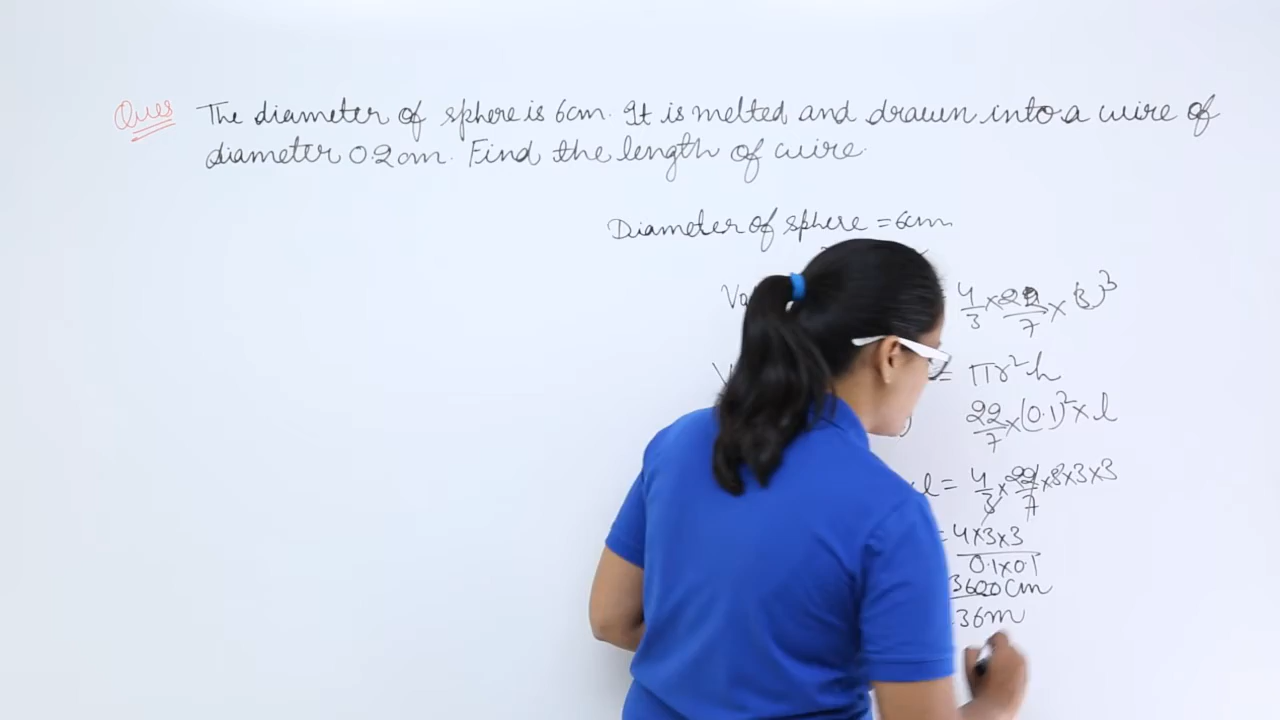 Ques The diameter of sphere is 6cm. It is melted and drawn into a wire of
diameter 0.2cm. Find the length of wire.
Diameter of sphere = 6cm
4/3 × 22/7 × (3)³
= πr²h
22/7 × (0.1)² × l
l = 4/3 × 22/7 × 3×3×3
= 4×3×3 / 0.1×0.1
3600cm
36m